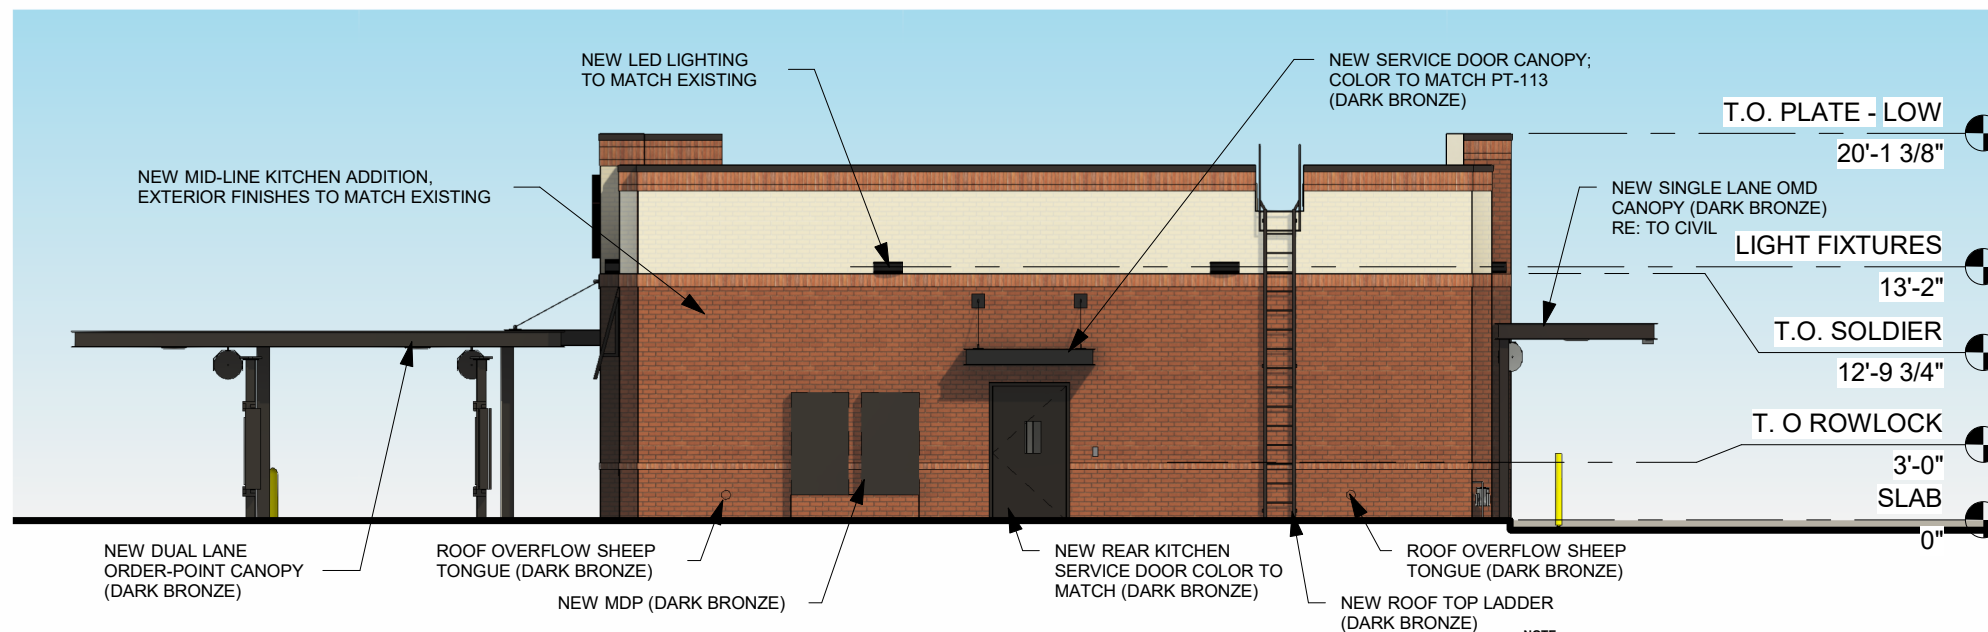 NEW LED LIGHTING
TO MATCH EXISTING
NEW SERVICE DOOR CANOPY;
COLOR TO MATCH PT-113
(DARK BRONZE)
T.O. PLATE - LOW
20'-1 3/8"
NEW MID-LINE KITCHEN ADDITION,
EXTERIOR FINISHES TO MATCH EXISTING
NEW SINGLE LANE OMD
CANOPY (DARK BRONZE)
RE: TO CIVIL
LIGHT FIXTURES
13'-2"
T.O. SOLDIER
12'-9 3/4"
T. O ROWLOCK
3'-0"
SLAB
0"
NEW DUAL LANE
ORDER-POINT CANOPY
(DARK BRONZE)
ROOF OVERFLOW SHEEP
TONGUE (DARK BRONZE)
NEW MDP (DARK BRONZE)
NEW REAR KITCHEN
SERVICE DOOR COLOR TO
MATCH (DARK BRONZE)
ROOF OVERFLOW SHEEP
TONGUE (DARK BRONZE)
NEW ROOF TOP LADDER
(DARK BRONZE)
NOTE